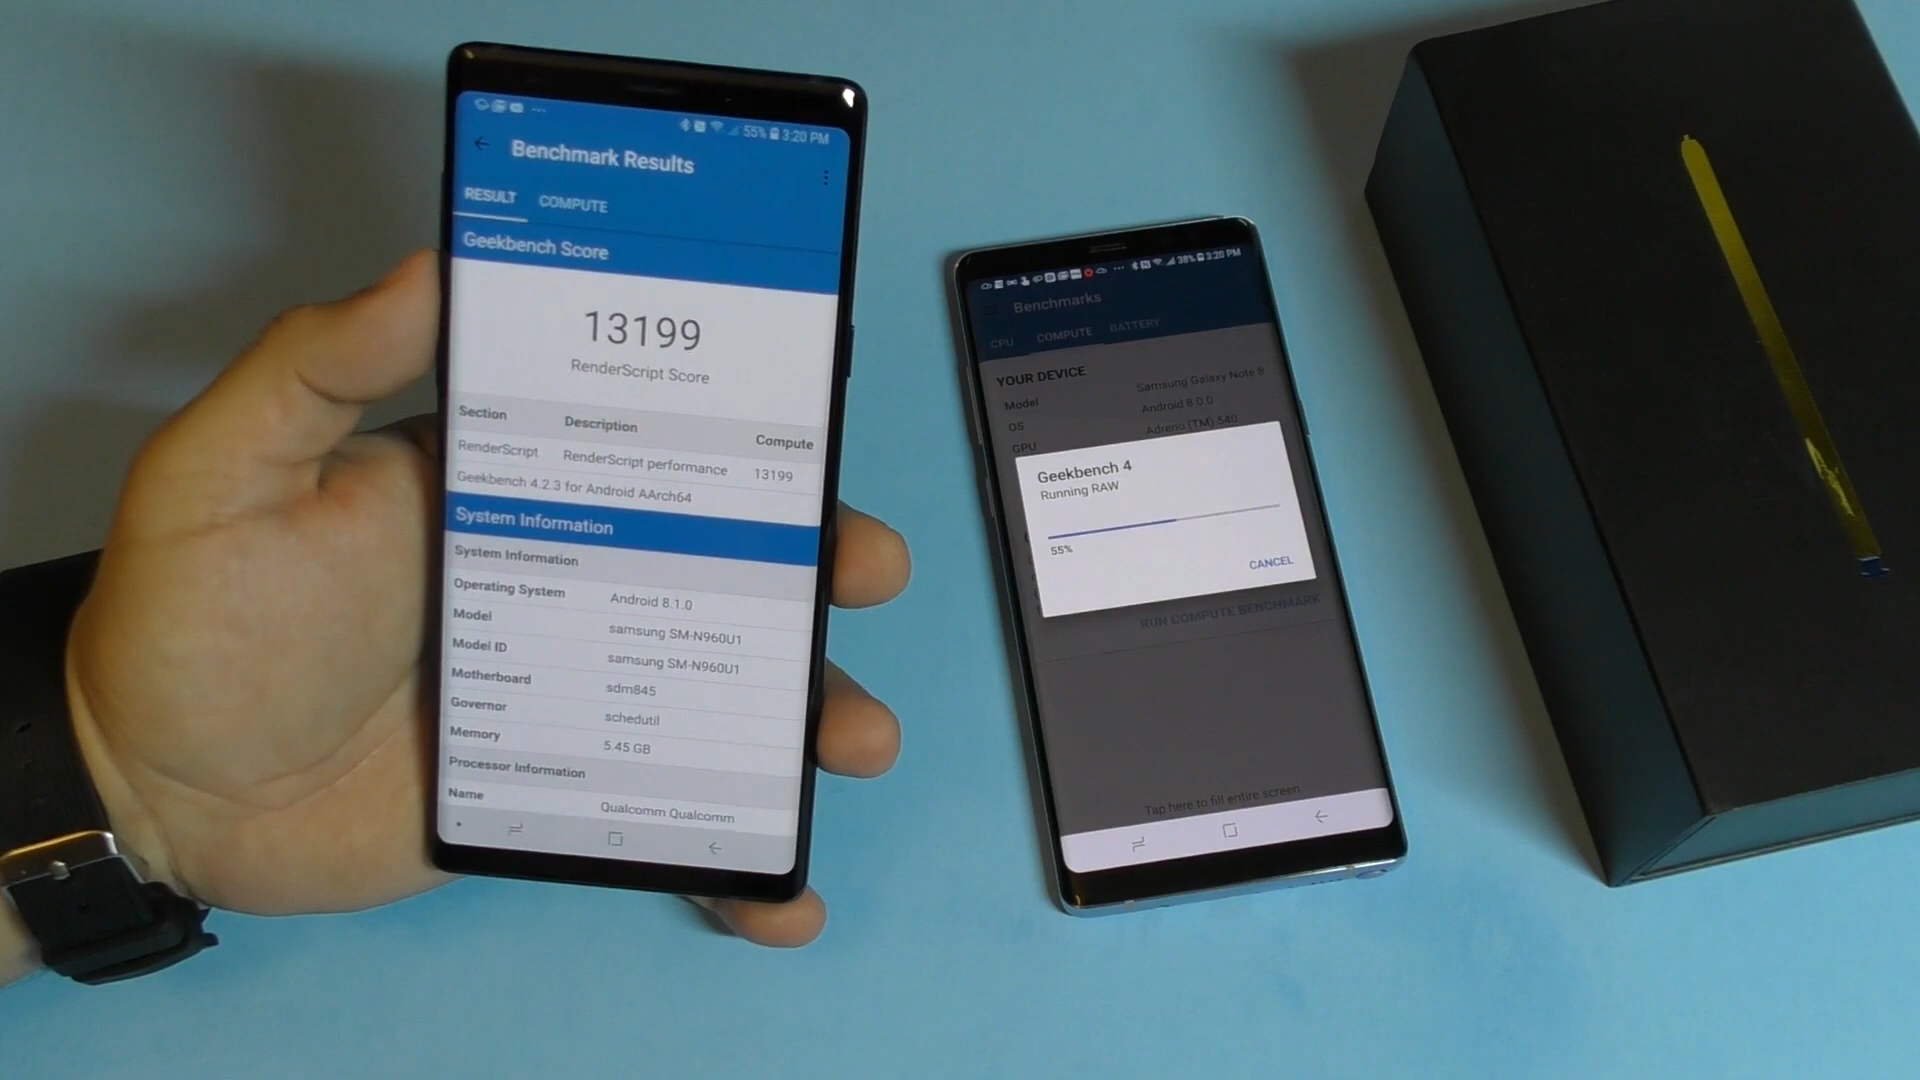 55% 3:20 PM
Benchmark Results
RESULT COMPUTE
Geekbench Score
13199
RenderScript Score
Section Description Compute
RenderScript RenderScript performance 13199
Geekbench 4.2.3 for Android AArch64
System Information
System Information
Operating System Android 8.1.0
Model samsung SM-N960U1
Model ID samsung SM-N960U1
Motherboard sdm845
Governor schedutil
Memory 5.45 GB
Processor Information
Name Qualcomm Qualcomm
38% 3:20 PM
Benchmarks
CPU COMPUTE BATTERY
YOUR DEVICE
Model Samsung Galaxy Note 8
OS Android 8.0.0
GPU Adreno (TM) 540
Geekbench 4
Running RAW
55%
CANCEL
RUN COMPUTE BENCHMARK
Tap here to fill entire screen